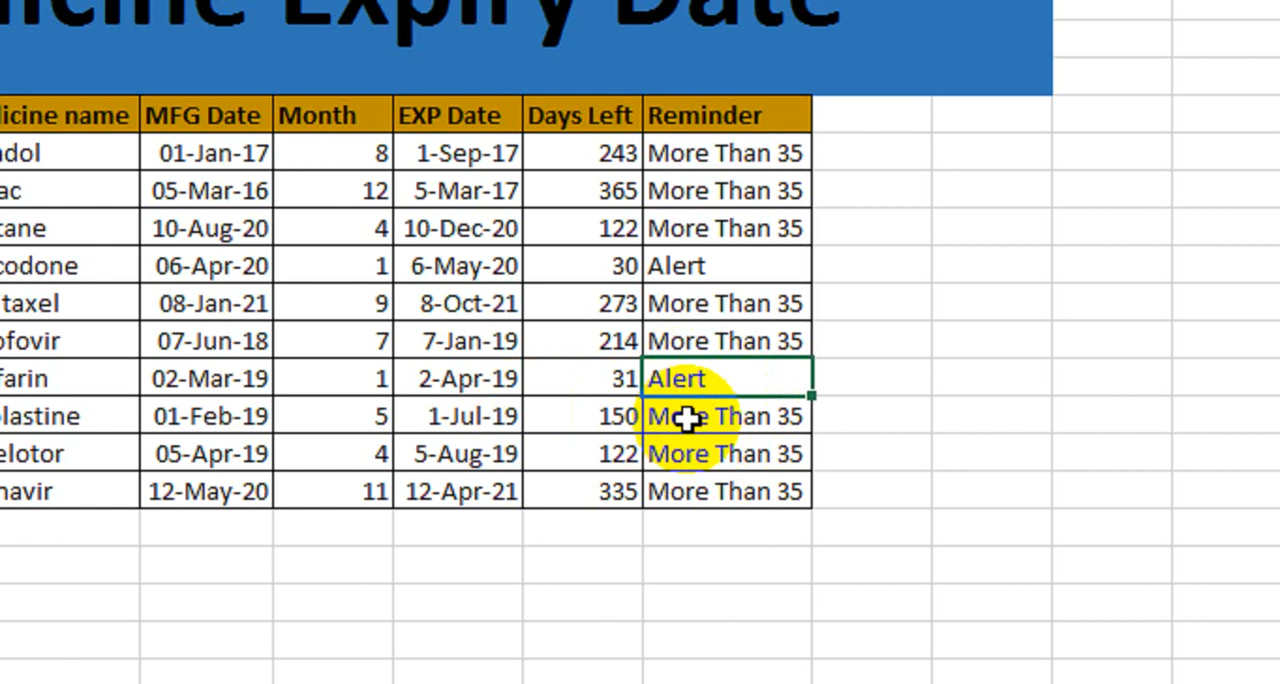 licine Expiry Date
licine name MFG Date Month EXP Date Days Left Reminder
adol 01-Jan-17 8 1-Sep-17 243 More Than 35
ac 05-Mar-16 12 5-Mar-17 365 More Than 35
tane 10-Aug-20 4 10-Dec-20 122 More Than 35
codone 06-Apr-20 1 6-May-20 30 Alert
taxel 08-Jan-21 9 8-Oct-21 273 More Than 35
ofovir 07-Jun-18 7 7-Jan-19 214 More Than 35
farin 02-Mar-19 1 2-Apr-19 31 Alert
plastine 01-Feb-19 5 1-Jul-19 150 More Than 35
elotor 05-Apr-19 4 5-Aug-19 122 More Than 35
navir 12-May-20 11 12-Apr-21 335 More Than 35